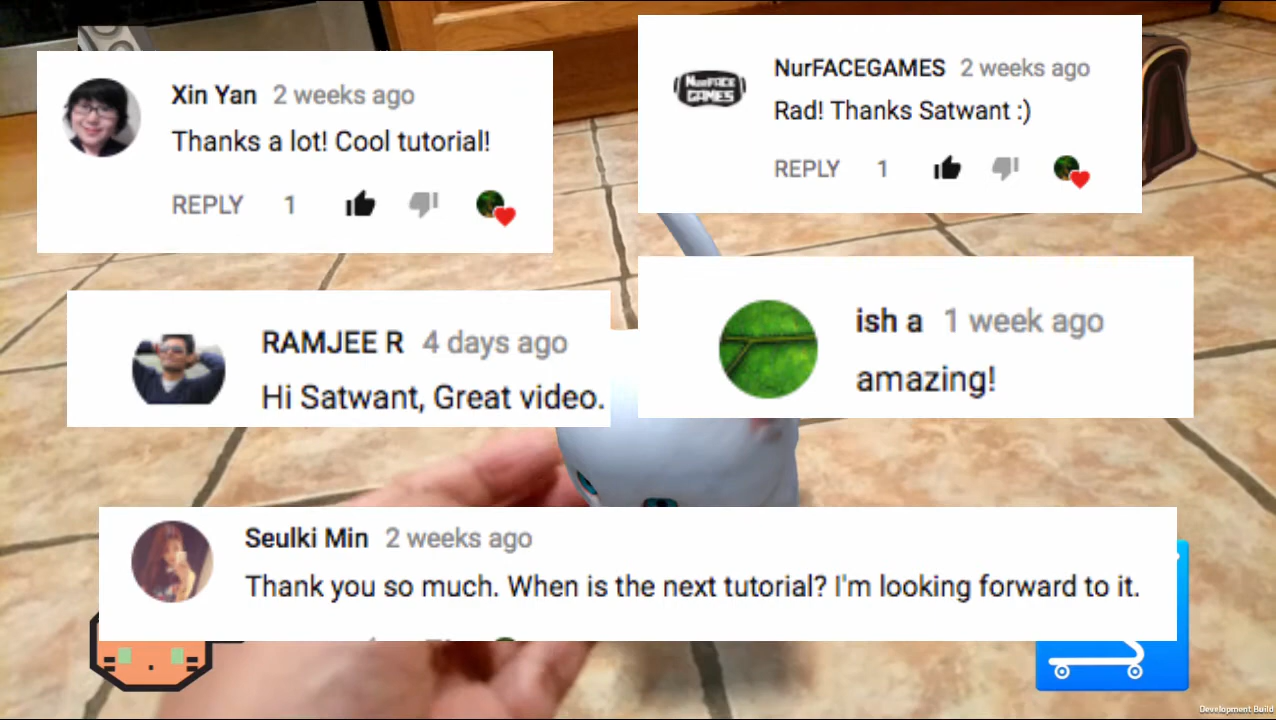 Xin Yan 2 weeks ago
Thanks a lot! Cool tutorial!
REPLY 1
NurFACEGAMES 2 weeks ago
NurFACE
GAMES
Rad! Thanks Satwant :)
REPLY 1
RAMJEE R 4 days ago
Hi Satwant, Great video.
ish a 1 week ago
amazing!
Seulki Min 2 weeks ago
Thank you so much. When is the next tutorial? I'm looking forward to it.
Development Build